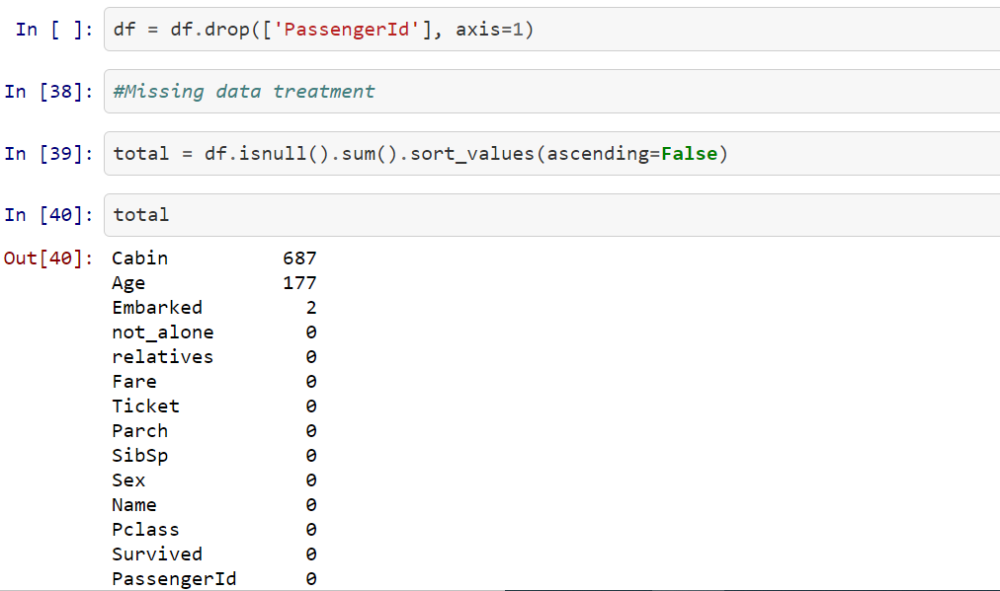 In [ ]: df = df.drop(['PassengerId'], axis=1)
In [38]: #Missing data treatment
In [39]: total = df.isnull().sum().sort_values(ascending=False)
In [40]: total
Out[40]: Cabin 687
Age 177
Embarked 2
not_alone 0
relatives 0
Fare 0
Ticket 0
Parch 0
SibSp 0
Sex 0
Name 0
Pclass 0
Survived 0
PassengerId 0